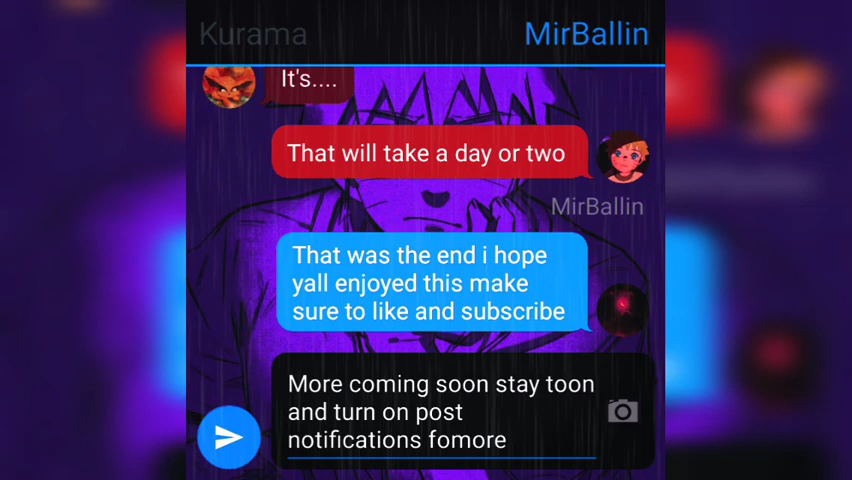 Kurama
MirBallin
It's....
That will take a day or two
MirBallin
That was the end i hope
yall enjoyed this make
sure to like and subscribe
More coming soon stay toon
and turn on post
notifications fomore